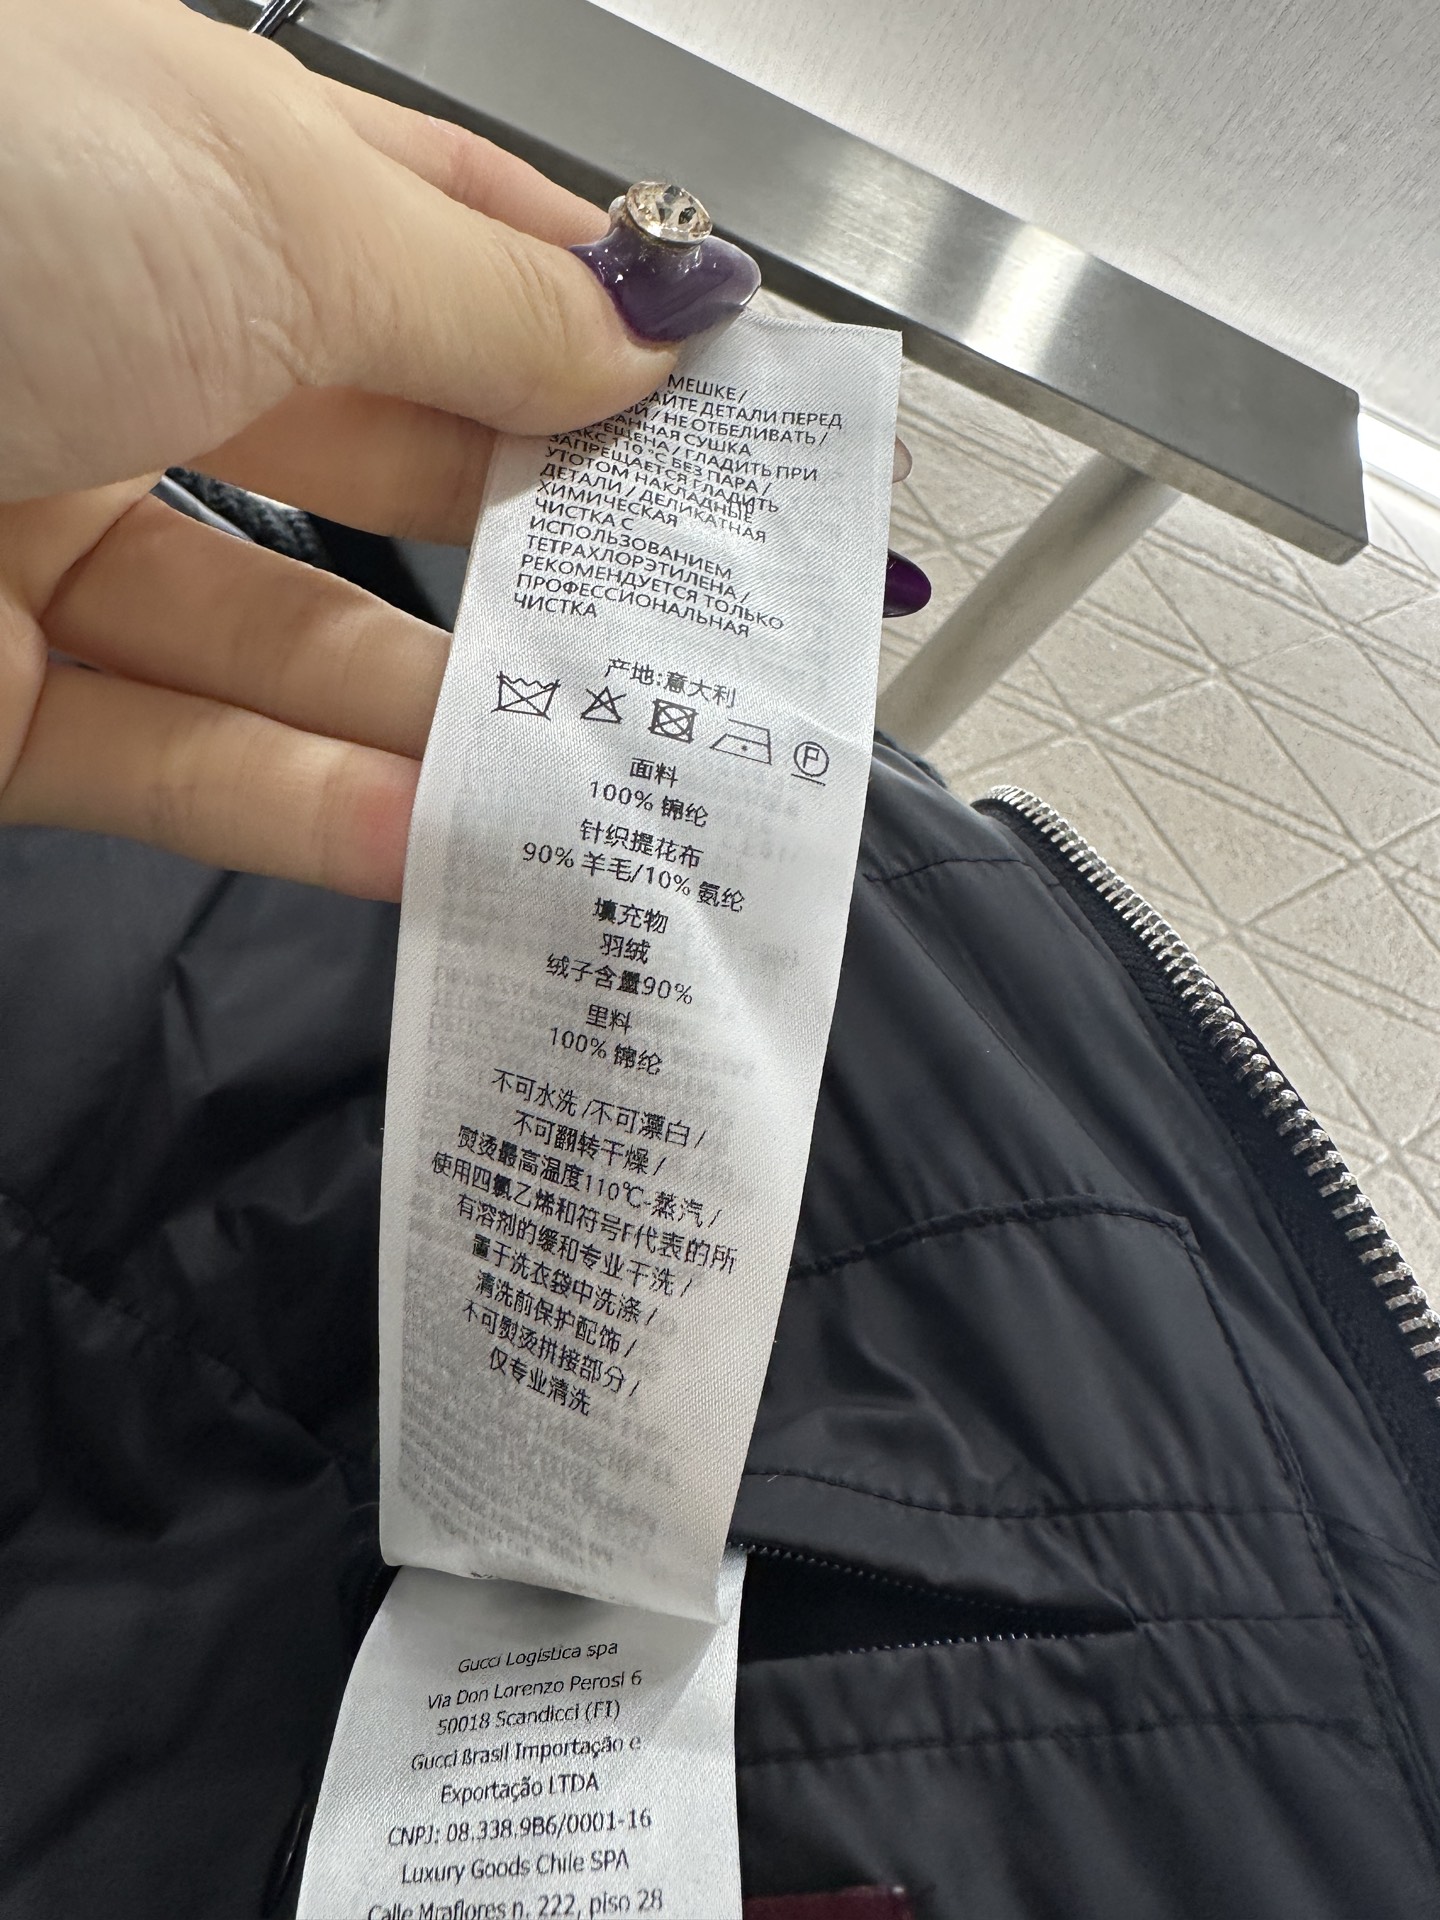 МЕШКЕ/
ДЕТАЛИ ПЕРЕД
/ НЕ ОТБЕЛИВАТЬ /
СУШКА
/ ГЛАДИТЬ ПРИ
110 °C БЕЗ ПАРА /
ЗАПРЕЩАЕТСЯ ГЛАДИТЬ
УТЮГОМ НАКЛАДНЫЕ
ДЕТАЛИ / ДЕЛИКАТНАЯ
ХИМИЧЕСКАЯ
ЧИСТКА С
ИСПОЛЬЗОВАНИЕМ
ТЕТРАХЛОРЭТИЛЕНА /
РЕКОМЕНДУЕТСЯ ТОЛЬКО
ПРОФЕССИОНАЛЬНАЯ
ЧИСТКА
产地:意大利
P
面料
100% 锦纶
针织提花布
90% 羊毛/10% 氨纶
填充物
羽绒
绒子含量90%
里料
100% 锦纶
不可水洗 /不可漂白 /
不可翻转干燥 /
熨烫最高温度110℃-蒸汽 /
使用四氯乙烯和符号F代表的所
有溶剂的缓和专业干洗 /
置于洗衣袋中洗涤 /
清洗前保护配饰 /
不可熨烫拼接部分 /
仅专业清洗
Gucci Logistica spa
Via Don Lorenzo Perosi 6
50018 Scandicci (FI)
Gucci Brasil Importação e
Exportação LTDA
CNPJ: 08.338.9B6/0001-16
Luxury Goods Chile SPA
Calle Mraflores n. 222, piso 28